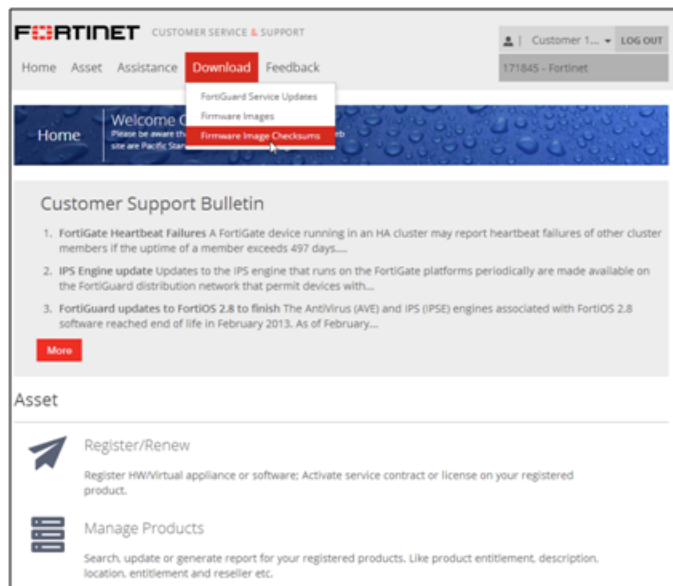 FORTINET CUSTOMER SERVICE & SUPPORT
Customer 1... LOG OUT
Home Asset Assistance Download Feedback
171845 - Fortinet
FortiGuard Service Updates
Firmware Images
Firmware Image Checksums
Home
Welcome
Please be aware
site are Pacific
Customer Support Bulletin
1. FortiGate Heartbeat Failures A FortiGate device running in an HA cluster may report heartbeat failures of other cluster
members if the uptime of a member exceeds 497 days....
2. IPS Engine update Updates to the IPS engine that runs on the FortiGate platforms periodically are made available on
the FortiGuard distribution network that permit devices with...
3. FortiGuard updates to FortiOS 2.8 to finish The AntiVirus (AVE) and IPS (IPSE) engines associated with FortiOS 2.8
software reached end of life in February 2013. As of February...
More
Asset
Register/Renew
Register HW/Virtual appliance or software; Activate service contract or license on your registered
product.
Manage Products
Search, update or generate report for your registered products. Like product entitlement, description,
location, entitlement and reseller etc.